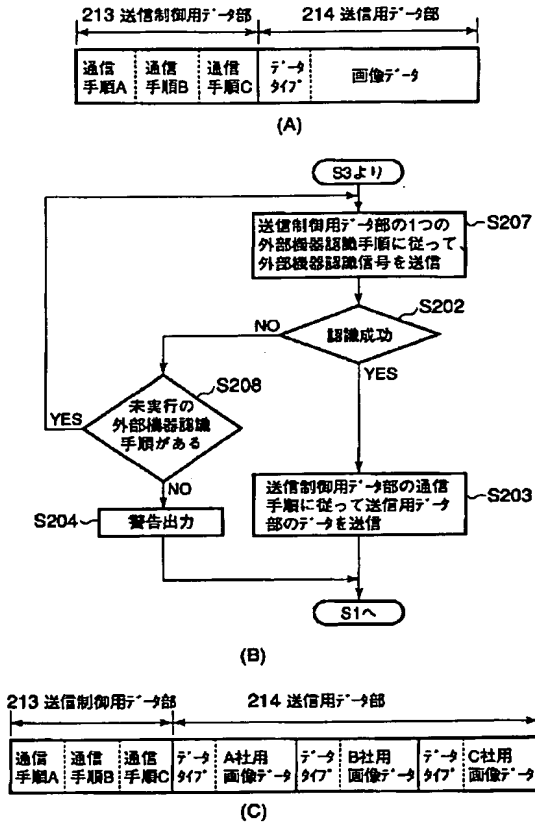 213 送信制御用データ部
214 送信用データ部
通信
手順A
通信
手順B
通信
手順C
データ
タイプ
画像データ
(A)
S3より
送信制御用データ部の1つの
外部機器認識手順に従って
外部機器認識信号を送信
S207
認識成功
S202
NO
YES
未実行の
外部機器認識
手順がある
S208
YES
NO
S204
警告出力
送信制御用データ部の通信
手順に従って送信用データ
部のデータを送信
S203
S1へ
(B)
213 送信制御用データ部
214 送信用データ部
通信
手順A
通信
手順B
通信
手順C
データ
タイプ
A社用
画像データ
データ
タイプ
B社用
画像データ
データ
タイプ
C社用
画像データ
(C)